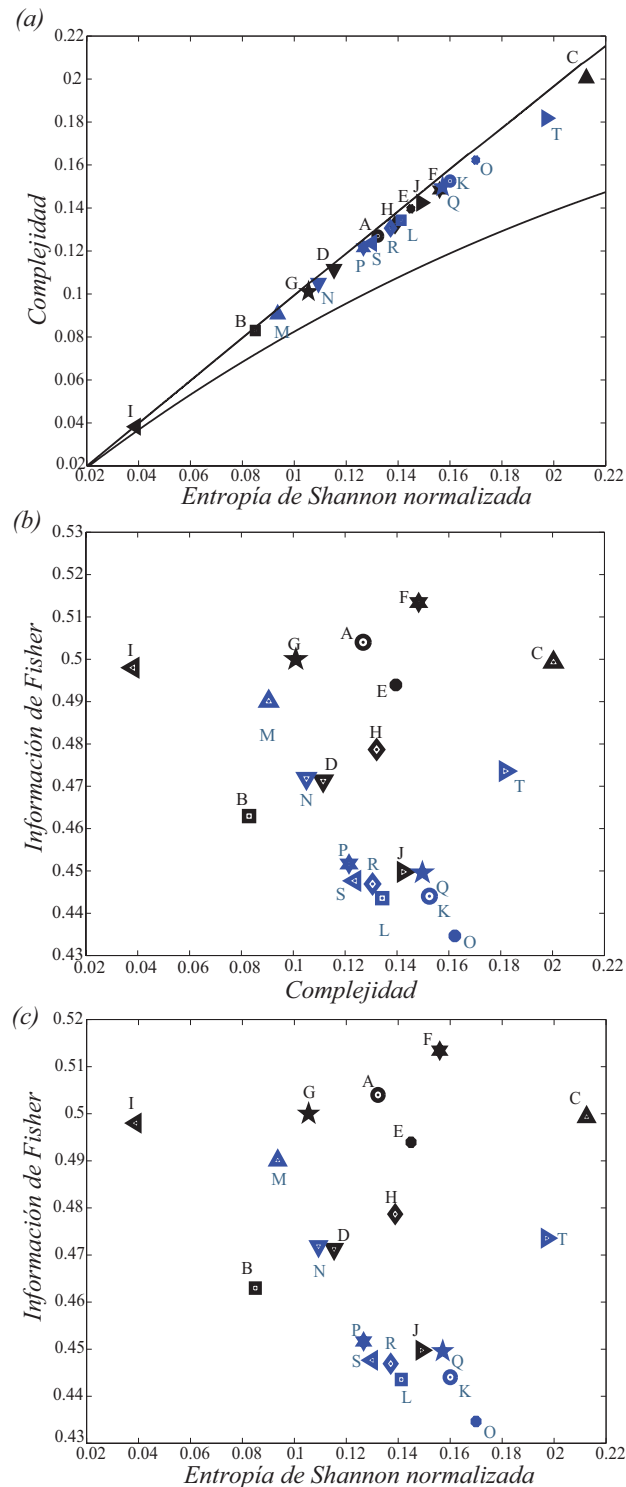 (a)
0.22
0.2
0.18
0.16
0.14
0.12
0.1
0.08
0.06
0.04
0.02
Complejidad
C
T
O
F
K
J
Q
E
H
L
A
R
S
P
D
N
G
M
B
I
0.02 0.04 0.06 0.08 0.1 0.12 0.14 0.16 0.18 0.2 0.22
Entropía de Shannon normalizada
(b)
0.53
0.52
0.51
0.5
0.49
0.48
0.47
0.46
0.45
0.44
0.43
Información de Fisher
F
A
G
I
C
E
M
H
D
T
N
B
P
R
J
S
Q
K
L
O
0.02 0.04 0.06 0.08 0.1 0.12 0.14 0.16 0.18 0.2 0.22
Complejidad
(c)
0.52
0.51
0.5
0.49
0.48
0.47
0.46
0.45
0.44
0.43
Información de Fisher
F
A
G
I
C
E
M
H
D
T
N
B
P
R
J
S
Q
K
L
O
0.02 0.04 0.06 0.08 0.1 0.12 0.14 0.16 0.18 0.2 0.22
Entropía de Shannon normalizada